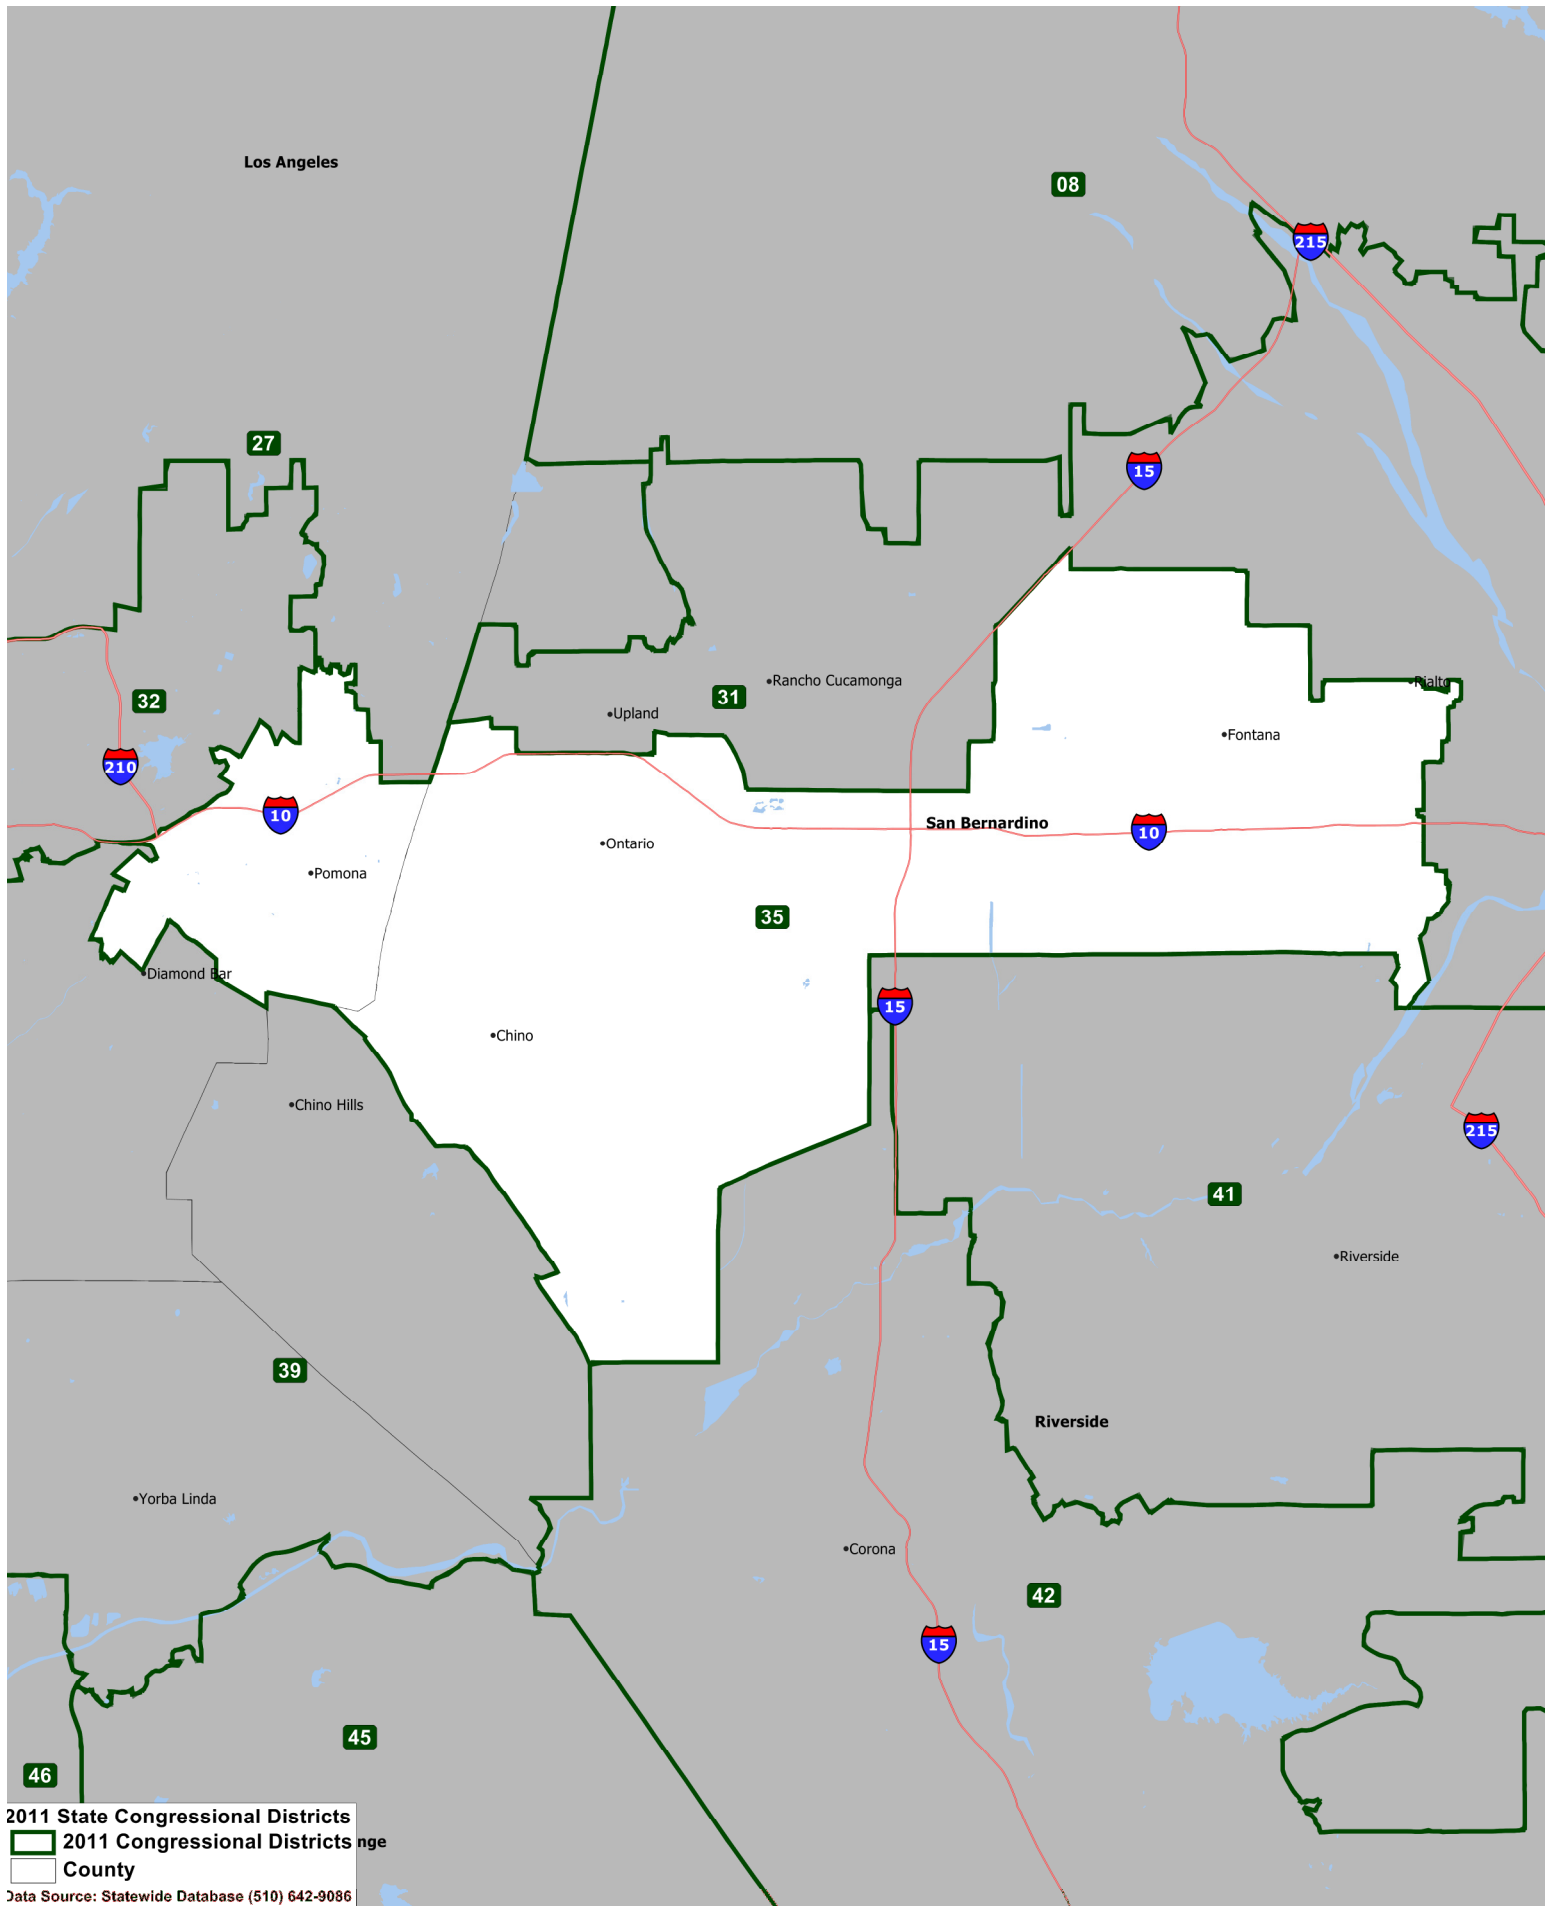 Los Angeles
08
215
27
15
32
Rancho Cucamonga
Rialto
31
Upland
Fontana
210
10
San Bernardino
10
Ontario
Pomona
35
Diamond Bar
15
Chino
Chino Hills
215
41
Riverside
39
Riverside
Yorba Linda
Corona
42
15
45
46
2011 State Congressional Districts
2011 Congressional Districts nge
County
Data Source: Statewide Database (510) 642-9086